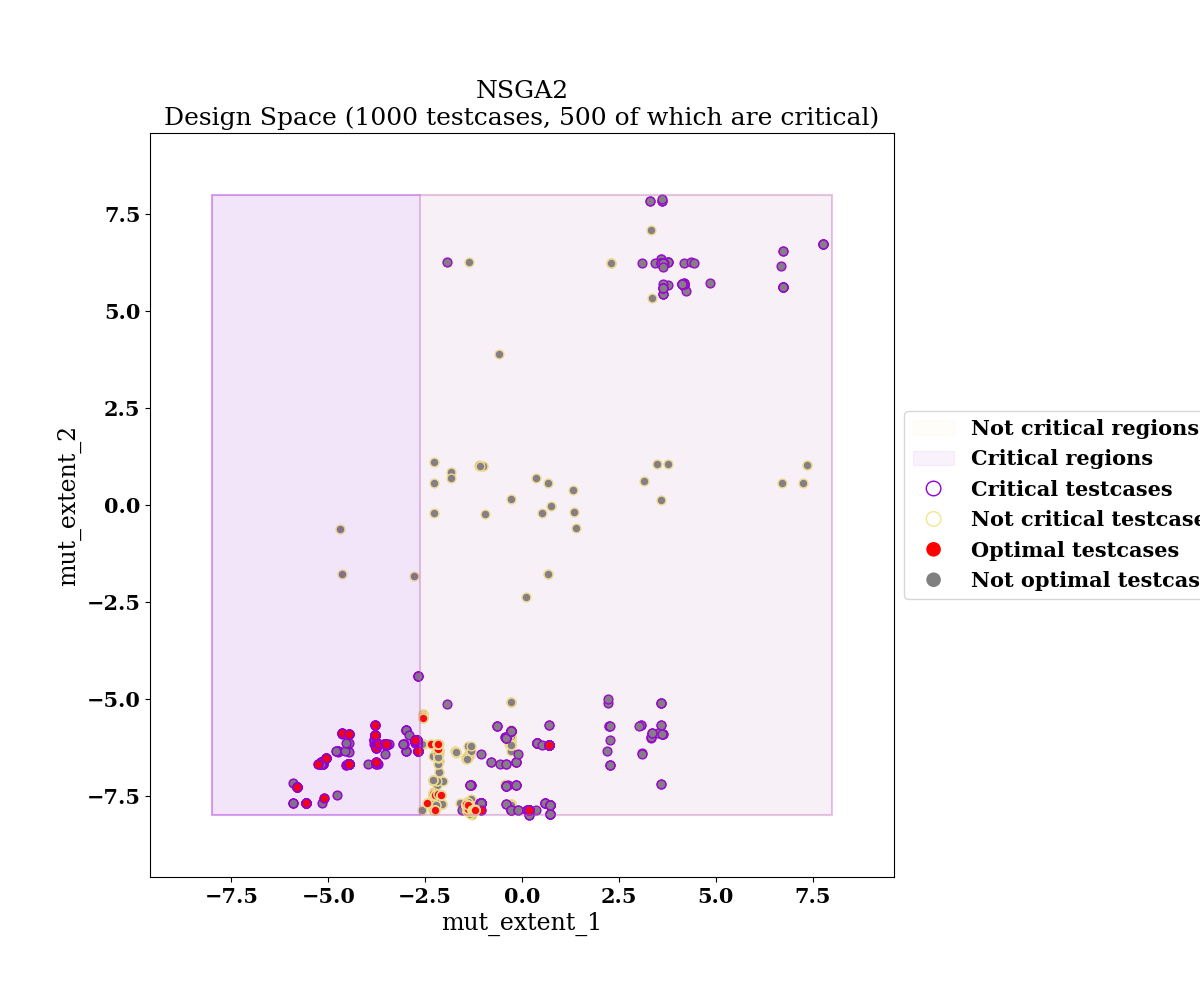 NSGA2
Design Space (1000 testcases, 500 of which are critical)
7.5
5.0
2.5
0.0
−2.5
−5.0
−7.5
mut_extent_2
−7.5 −5.0 −2.5 0.0 2.5 5.0 7.5
mut_extent_1
Not critical regions
Critical regions
Critical testcases
Not critical testcase
Optimal testcases
Not optimal testcas